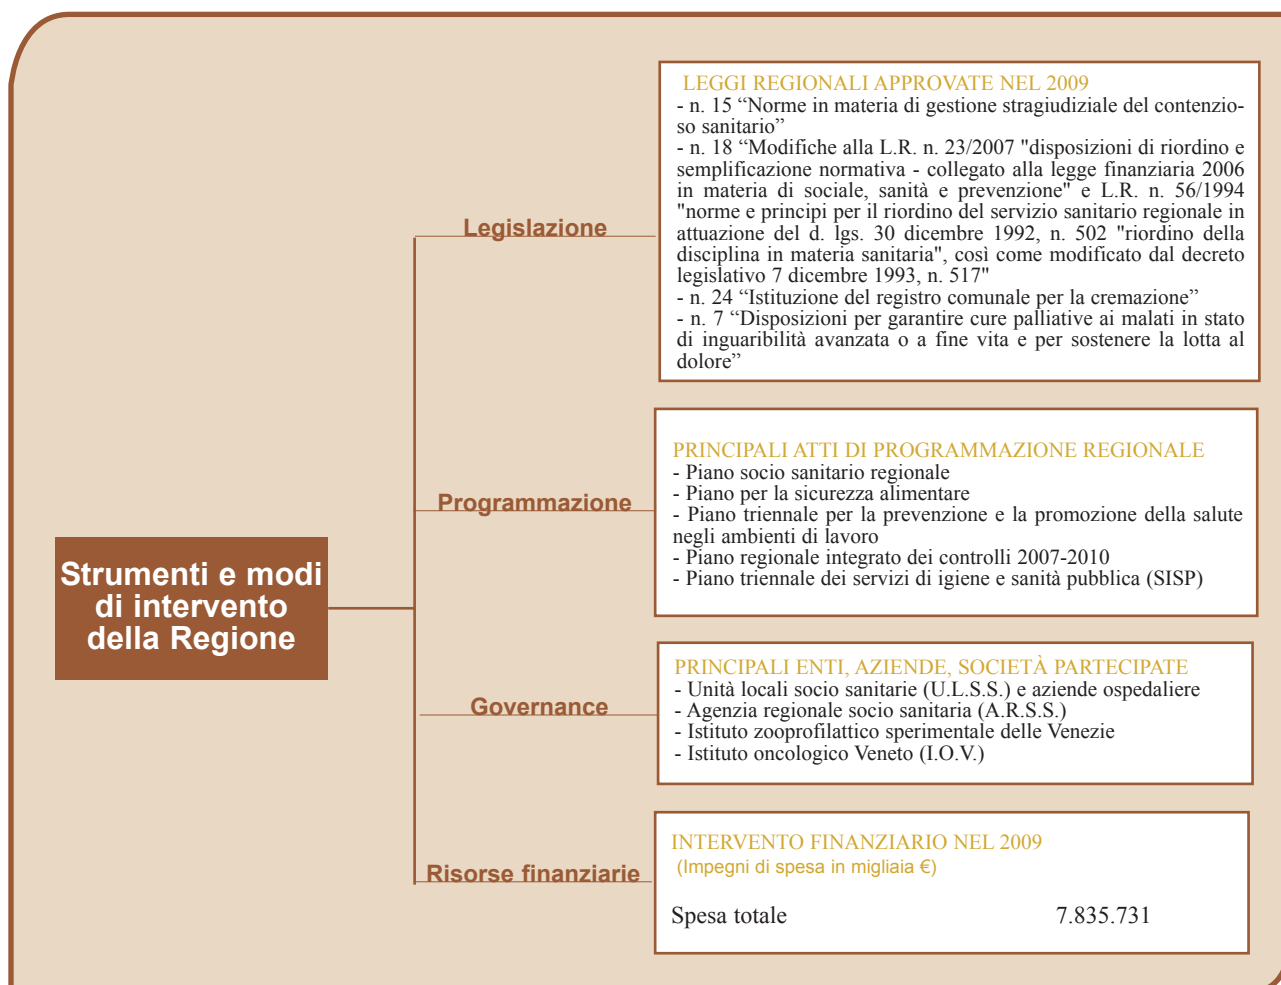 Strumenti e modi
di intervento
della Regione
Legislazione
LEGGI REGIONALI APPROVATE NEL 2009
- n. 15 “Norme in materia di gestione stragiudiziale del contenzio-
so sanitario”
- n. 18 “Modifiche alla L.R. n. 23/2007 "disposizioni di riordino e
semplificazione normativa - collegato alla legge finanziaria 2006
in materia di sociale, sanità e prevenzione" e L.R. n. 56/1994
"norme e principi per il riordino del servizio sanitario regionale in
attuazione del d. lgs. 30 dicembre 1992, n. 502 "riordino della
disciplina in materia sanitaria", così come modificato dal decreto
legislativo 7 dicembre 1993, n. 517"
- n. 24 “Istituzione del registro comunale per la cremazione”
- n. 7 “Disposizioni per garantire cure palliative ai malati in stato
di inguaribilità avanzata o a fine vita e per sostenere la lotta al
dolore”
Programmazione
PRINCIPALI ATTI DI PROGRAMMAZIONE REGIONALE
- Piano socio sanitario regionale
- Piano per la sicurezza alimentare
- Piano triennale per la prevenzione e la promozione della salute
negli ambienti di lavoro
- Piano regionale integrato dei controlli 2007-2010
- Piano triennale dei servizi di igiene e sanità pubblica (SISP)
Governance
PRINCIPALI ENTI, AZIENDE, SOCIETÀ PARTECIPATE
- Unità locali socio sanitarie (U.L.S.S.) e aziende ospedaliere
- Agenzia regionale socio sanitaria (A.R.S.S.)
- Istituto zooprofilattico sperimentale delle Venezie
- Istituto oncologico Veneto (I.O.V.)
Risorse finanziarie
INTERVENTO FINANZIARIO NEL 2009
(Impegni di spesa in migliaia €)
Spesa totale 7.835.731